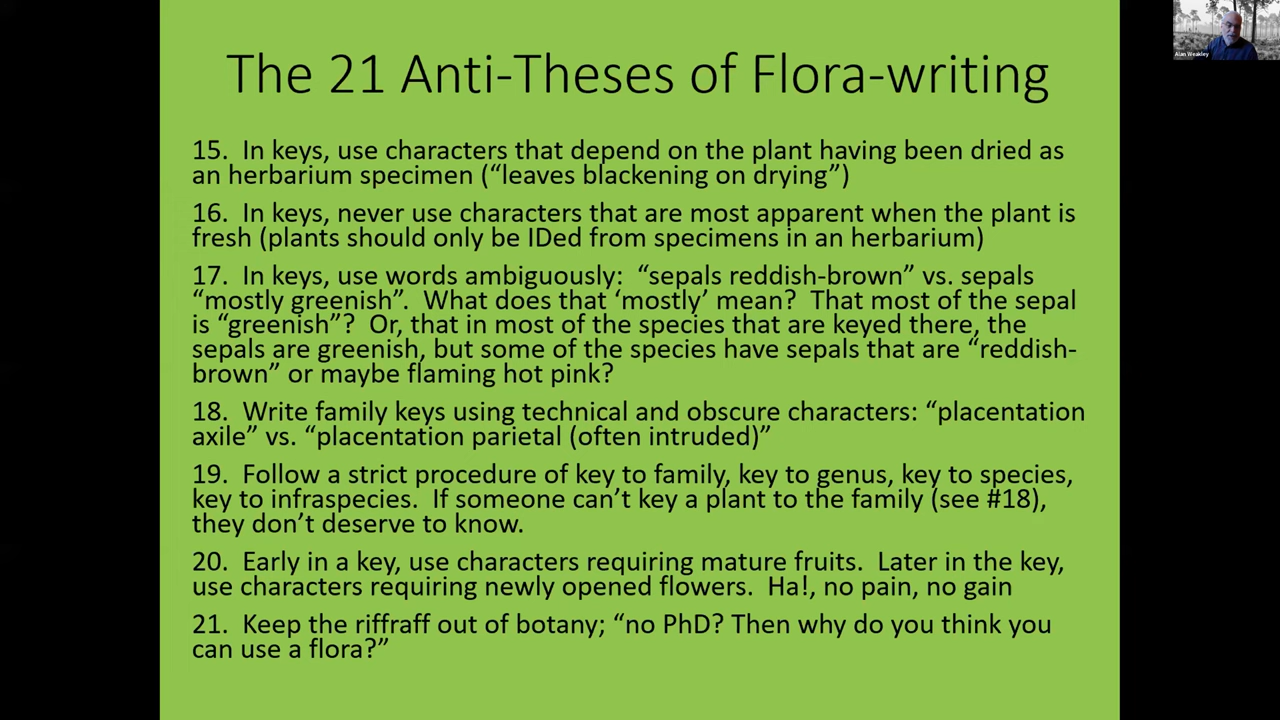 The 21 Anti-Theses of Flora-writing
15. In keys, use characters that depend on the plant having been dried as
an herbarium specimen (“leaves blackening on drying”)
16. In keys, never use characters that are most apparent when the plant is
fresh (plants should only be IDed from specimens in an herbarium)
17. In keys, use words ambiguously: “sepals reddish-brown” vs. sepals
“mostly greenish”. What does that ‘mostly’ mean? That most of the sepal
is “greenish”? Or, that in most of the species that are keyed there, the
sepals are greenish, but some of the species have sepals that are “reddish-
brown” or maybe flaming hot pink?
18. Write family keys using technical and obscure characters: “placentation
axile” vs. “placentation parietal (often intruded)”
19. Follow a strict procedure of key to family, key to genus, key to species,
key to infraspecies. If someone can’t key a plant to the family (see #18),
they don’t deserve to know.
20. Early in a key, use characters requiring mature fruits. Later in the key,
use characters requiring newly opened flowers. Ha!, no pain, no gain
21. Keep the riffraff out of botany; “no PhD? Then why do you think you
can use a flora?”
Alan Weakley